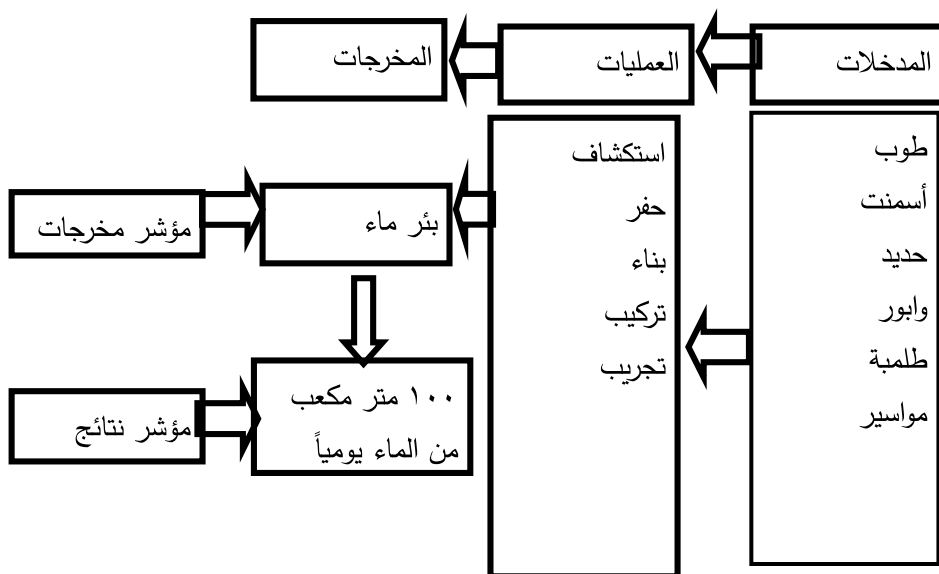 المدخلات
العمليات
المخرجات
طوب
أسمنت
حديد
وابور
طلمبة
مواسير
استكشاف
حفر
بناء
تركيب
تجريب
بئر ماء
مؤشر مخرجات
١٠٠ متر مكعب
من الماء يومياً
مؤشر نتائج